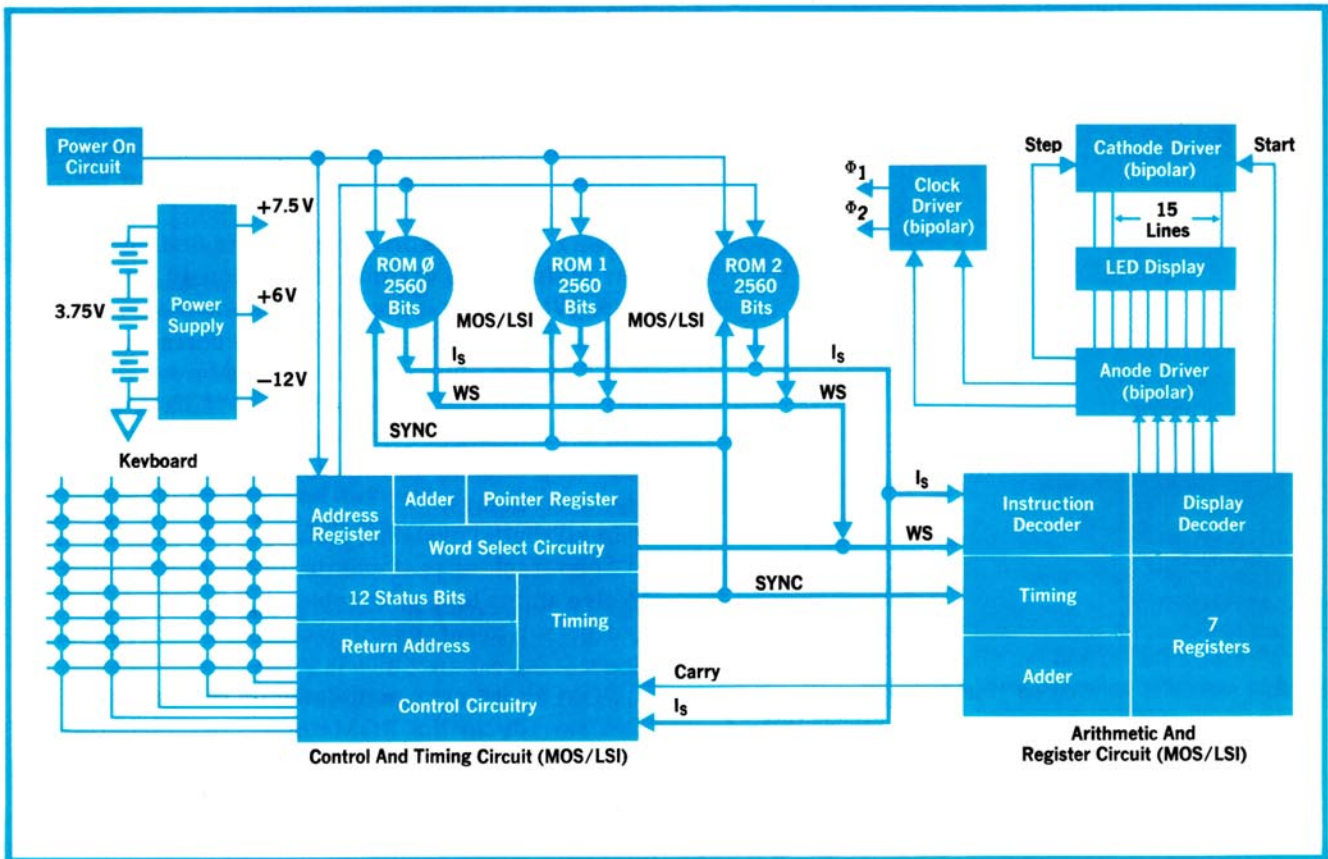 Power On
Circuit
3.75V
Power
Supply
+7.5V
+6V
−12V
ROM Ø
2560
Bits
ROM 1
2560
Bits
ROM 2
2560
Bits
MOS/LSI
MOS/LSI
IS
IS
WS
WS
SYNC
Φ1
Φ2
Clock
Driver
(bipolar)
Step
Cathode Driver
(bipolar)
Start
15
Lines
LED Display
Anode Driver
(bipolar)
Keyboard
Address
Register
Adder
Pointer Register
Word Select Circuitry
12 Status Bits
Return Address
Timing
Control Circuitry
Control And Timing Circuit (MOS/LSI)
IS
WS
SYNC
Carry
IS
Instruction
Decoder
Display
Decoder
Timing
Adder
7
Registers
Arithmetic And
Register Circuit (MOS/LSI)